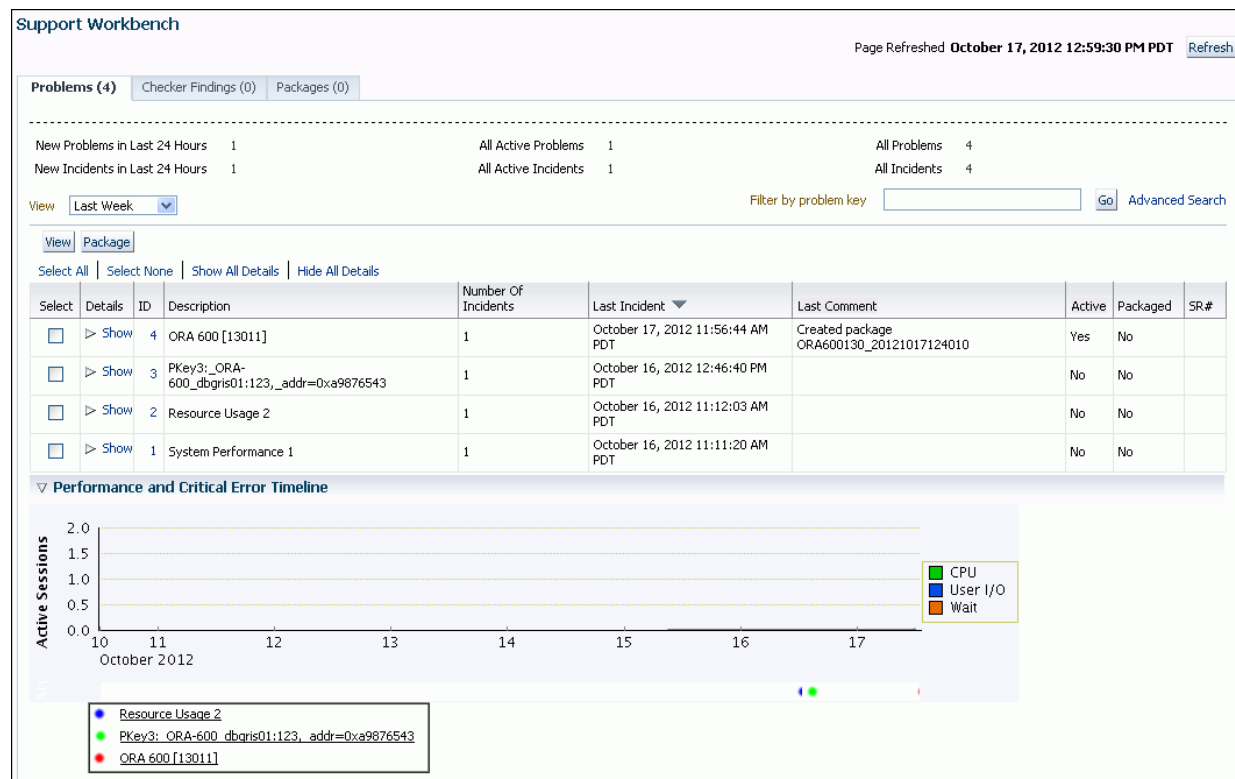 Support Workbench
Page Refreshed October 17, 2012 12:59:30 PM PDT Refresh
Problems (4) Checker Findings (0) Packages (0)
New Problems in Last 24 Hours 1 All Active Problems 1 All Problems 4
New Incidents in Last 24 Hours 1 All Active Incidents 1 All Incidents 4
View Last Week Filter by problem key Go Advanced Search
View Package
Select All | Select None | Show All Details | Hide All Details
Select Details ID Description Number Of Incidents Last Incident Last Comment Active Packaged SR#
Show 4 ORA 600 [13011] 1 October 17, 2012 11:56:44 AM PDT Created package ORA600130_20121017124010 Yes No
Show 3 PKey3:_ORA-600_dbgris01:123,_addr=0xa9876543 1 October 16, 2012 12:46:40 PM PDT No No
Show 2 Resource Usage 2 1 October 16, 2012 11:12:03 AM PDT No No
Show 1 System Performance 1 1 October 16, 2012 11:11:20 AM PDT No No
Performance and Critical Error Timeline
Active Sessions
2.0
1.5
1.0
0.5
0.0
10 11 12 13 14 15 16 17
October 2012
CPU
User I/O
Wait
Resource Usage 2
PKey3:_ORA-600_dbgris01:123,_addr=0xa9876543
ORA 600 [13011]